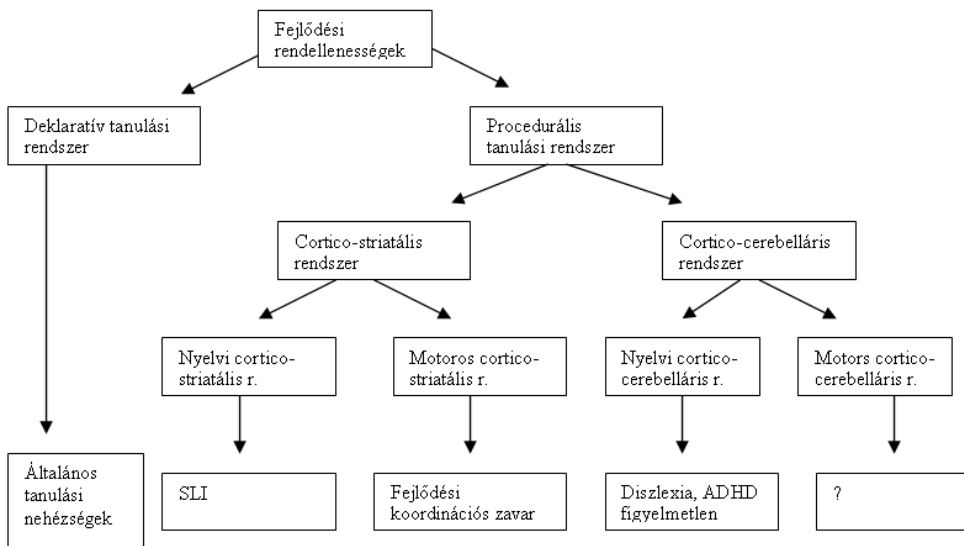 Fejlődési
rendellenességek
Deklaratív tanulási
rendszer
Procedurális
tanulási rendszer
Cortico-striatális
rendszer
Cortico-cerebelláris
rendszer
Nyelvi cortico-
striatális r.
Motoros cortico-
striatális r.
Nyelvi cortico-
cerebelláris r.
Motors cortico-
cerebelláris r.
Általános
tanulási
nehézségek
SLI
Fejlődési
koordinációs zavar
Diszlexia, ADHD
figyelmetlen
?